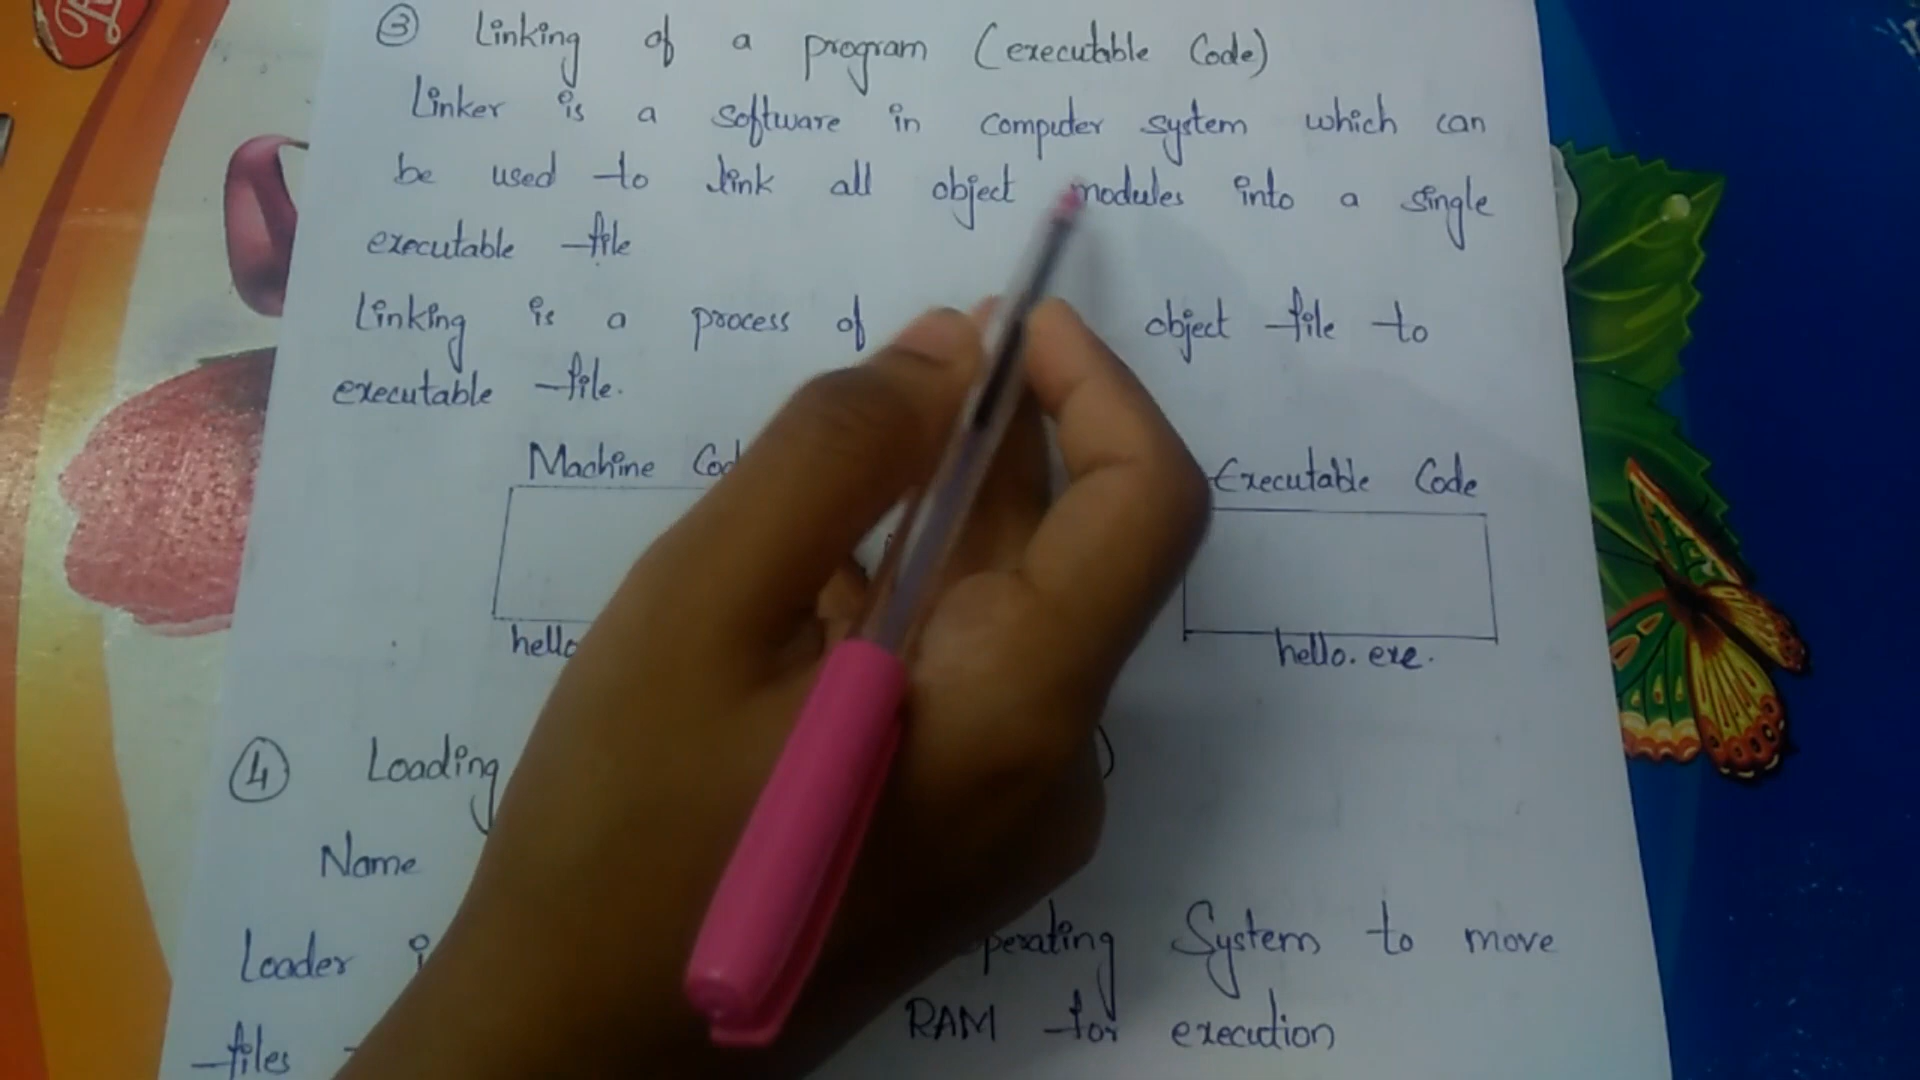 ③ Linking of a program (executable Code)
Linker is a software in computer system which can
be used to link all object modules into a single
executable file
Linking is a process of object file to
executable file.
Machine Executable Code
hello hello.exe.
④ Loading )
Name
Loader System to move
files RAM for execution